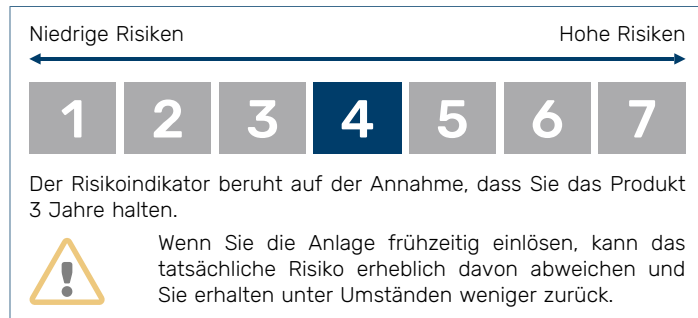 Niedrige Risiken Hohe Risiken
1 2 3 4 5 6 7
Der Risikoindikator beruht auf der Annahme, dass Sie das Produkt
3 Jahre halten.
Wenn Sie die Anlage frühzeitig einlösen, kann das
tatsächliche Risiko erheblich davon abweichen und
Sie erhalten unter Umständen weniger zurück.